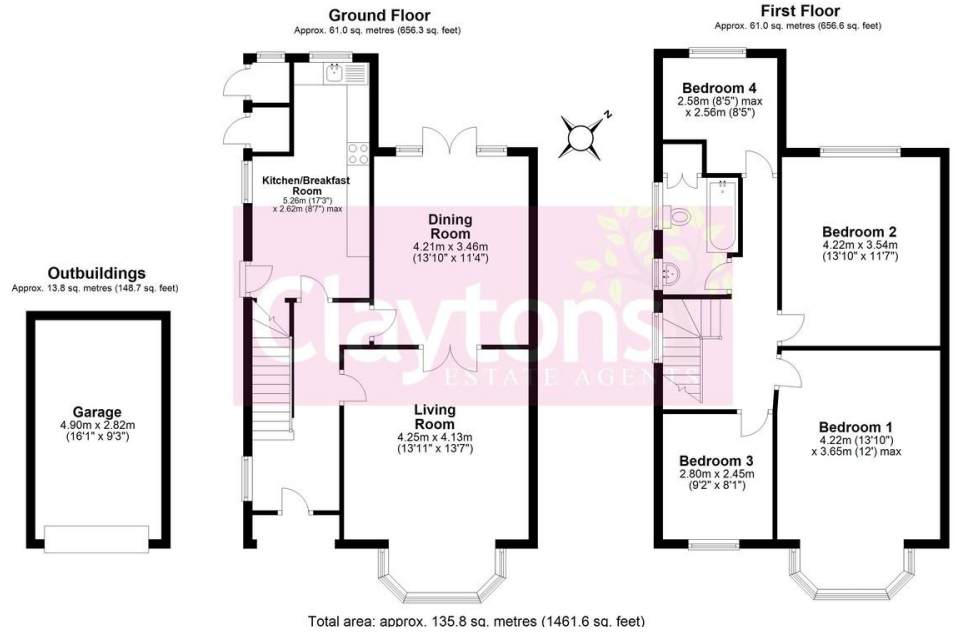 Ground Floor
Approx. 61.0 sq. metres (656.3 sq. feet)
First Floor
Approx. 61.0 sq. metres (656.6 sq. feet)
Outbuildings
Approx. 13.8 sq. metres (148.7 sq. feet)
Garage
4.90m x 2.82m
(16'1" x 9'3")
Kitchen/Breakfast
Room
5.26m (17'3")
x 2.62m (8'7") max
Dining
Room
4.21m x 3.46m
(13'10" x 11'4")
Living
Room
4.25m x 4.13m
(13'11" x 13'7")
N
Bedroom 4
2.58m (8'5") max
x 2.56m (8'5")
Bedroom 2
4.22m x 3.54m
(13'10" x 11'7")
Bedroom 1
4.22m (13'10")
x 3.65m (12') max
Bedroom 3
2.80m x 2.45m
(9'2" x 8'1")
Claytons
ESTATE AGENTS
Total area: approx. 135.8 sq. metres (1461.6 sq. feet)